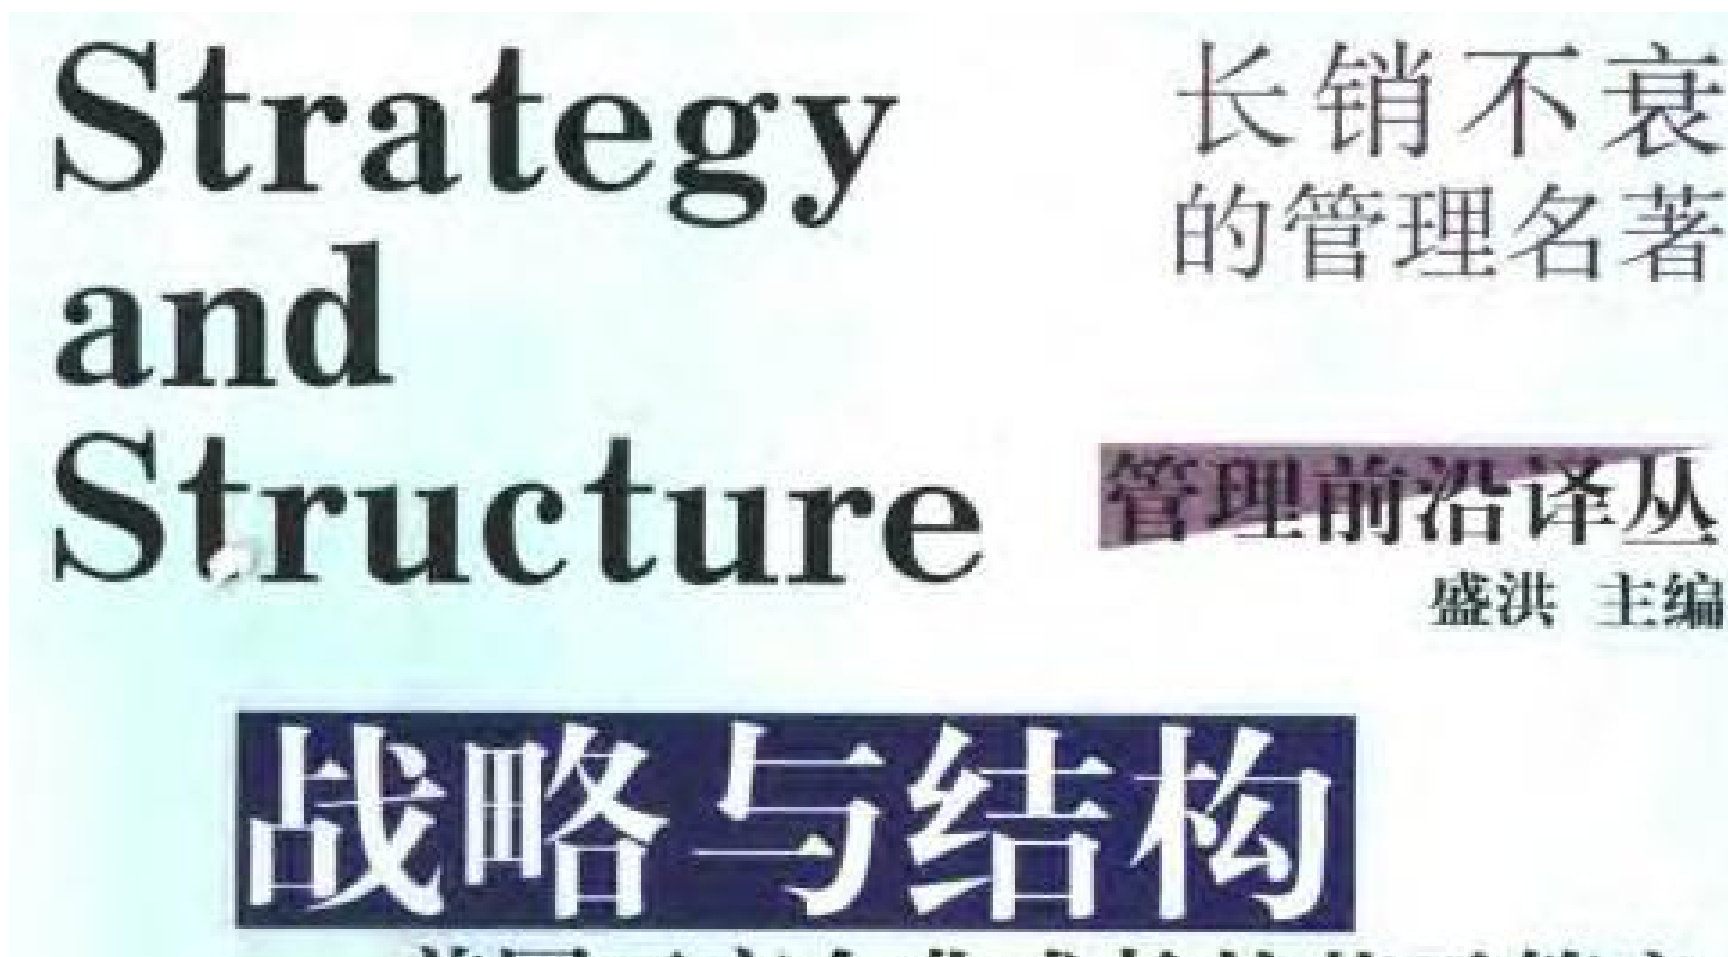 Strategy
and
Structure
长销不衰
的管理名著
管理前沿译丛
盛洪 主编
战略与结构